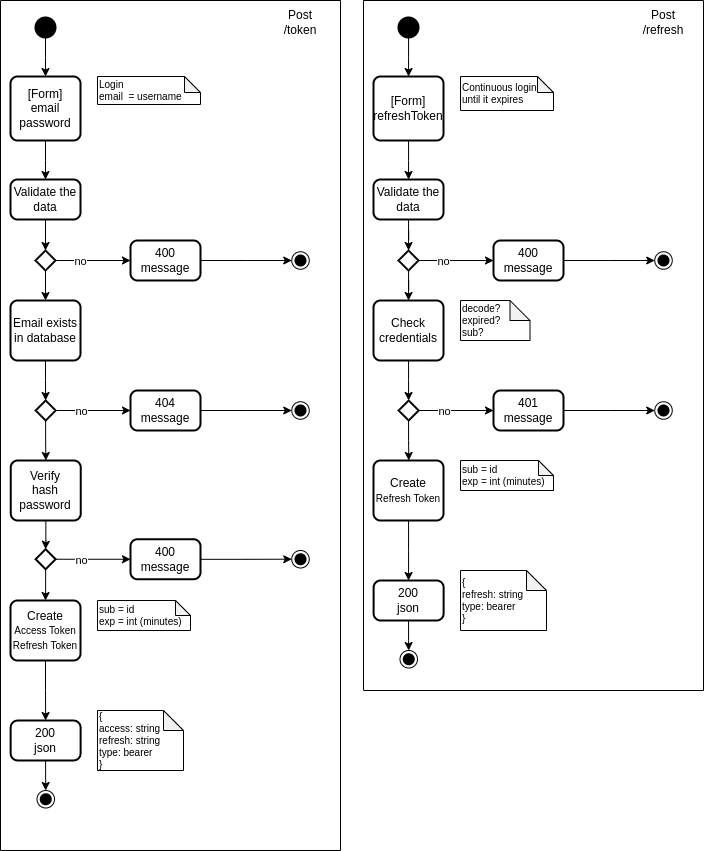 Post
/token
[Form]
email
password
Login
email  = username
Validate the
data
no
400
message
Email exists
in database
no
404
message
Verify
hash
password
no
400
message
Create
Access Token
Refresh Token
sub = id
exp = int (minutes)
200
json
{
access: string
refresh: string
type: bearer
}
Post
/refresh
[Form]
refreshToken
Continuous login
until it expires
Validate the
data
no
400
message
Check
credentials
decode?
expired?
sub?
no
401
message
Create
Refresh Token
sub = id
exp = int (minutes)
200
json
{
refresh: string
type: bearer
}